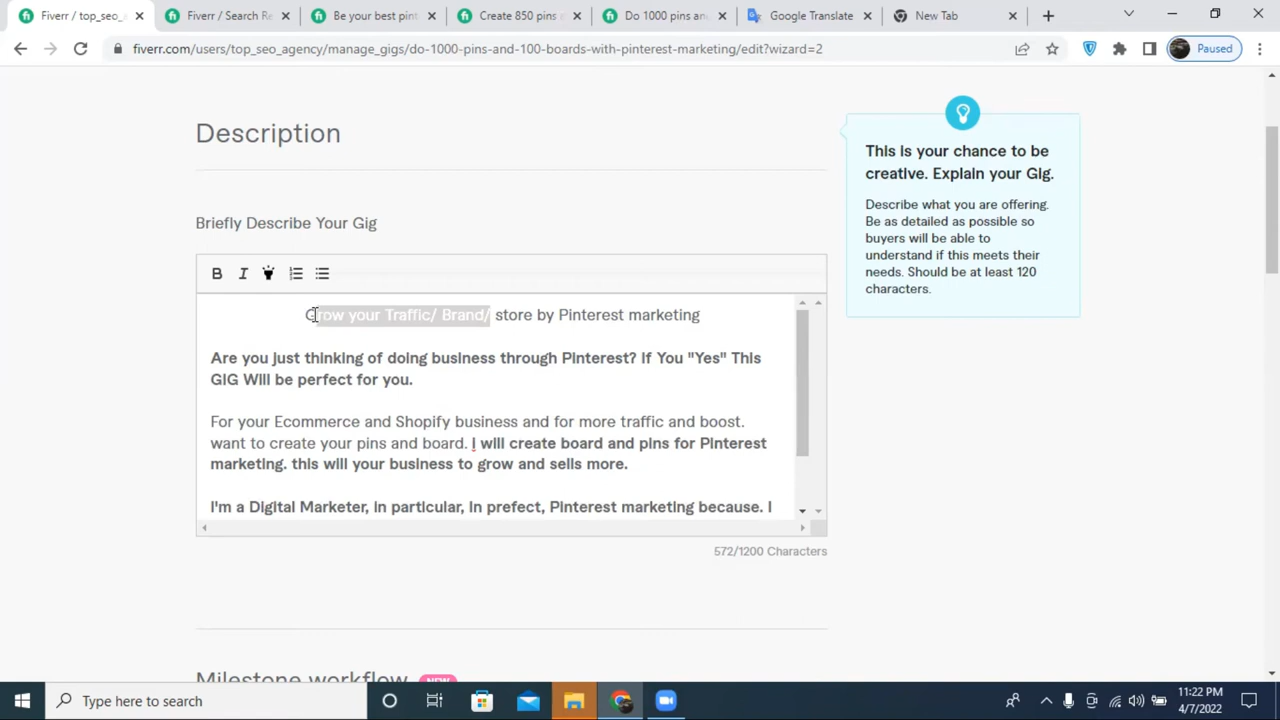 Fiverr / top_seo_
Fiverr / Search Re
Be your best pint
Create 850 pins i
Do 1000 pins and
Google Translate
New Tab
fiverr.com/users/top_seo_agency/manage_gigs/do-1000-pins-and-100-boards-with-pinterest-marketing/edit?wizard=2
Paused
Description
Briefly Describe Your Gig
B I
Grow your Traffic/ Brand/ store by Pinterest marketing
Are you just thinking of doing business through Pinterest? If You "Yes" This
GIG Will be perfect for you.
For your Ecommerce and Shopify business and for more traffic and boost.
want to create your pins and board. I will create board and pins for Pinterest
marketing. this will your business to grow and sells more.
I'm a Digital Marketer, in particular, in prefect, Pinterest marketing because. I
572/1200 Characters
This is your chance to be
creative. Explain your Gig.
Describe what you are offering.
Be as detailed as possible so
buyers will be able to
understand if this meets their
needs. Should be at least 120
characters.
Milestone workflow NEW
Type here to search
11:22 PM
4/7/2022